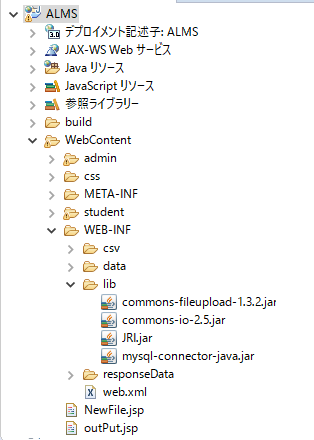 ALMS
3.0 デプロイメント記述子: ALMS
JAX-WS Web サービス
Java リソース
JavaScript リソース
参照ライブラリー
build
WebContent
admin
css
META-INF
student
WEB-INF
csv
data
lib
commons-fileupload-1.3.2.jar
commons-io-2.5.jar
JRI.jar
mysql-connector-java.jar
responseData
web.xml
NewFile.jsp
outPut.jsp